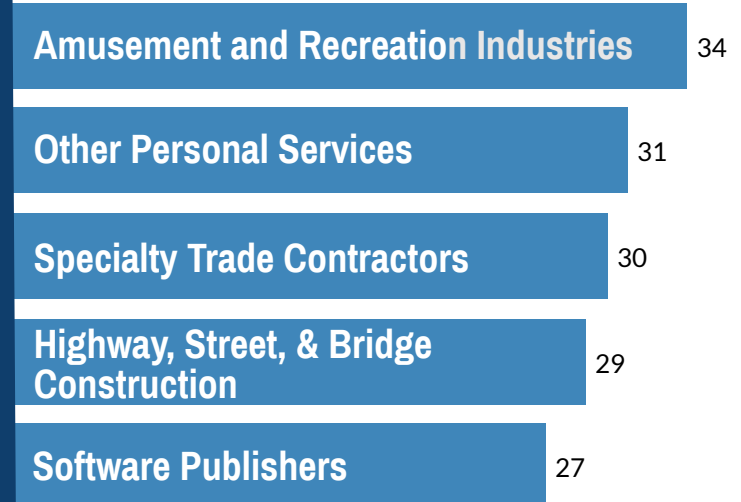 Amusement and Recreation Industries 34
Other Personal Services 31
Specialty Trade Contractors 30
Highway, Street, & Bridge
Construction 29
Software Publishers 27